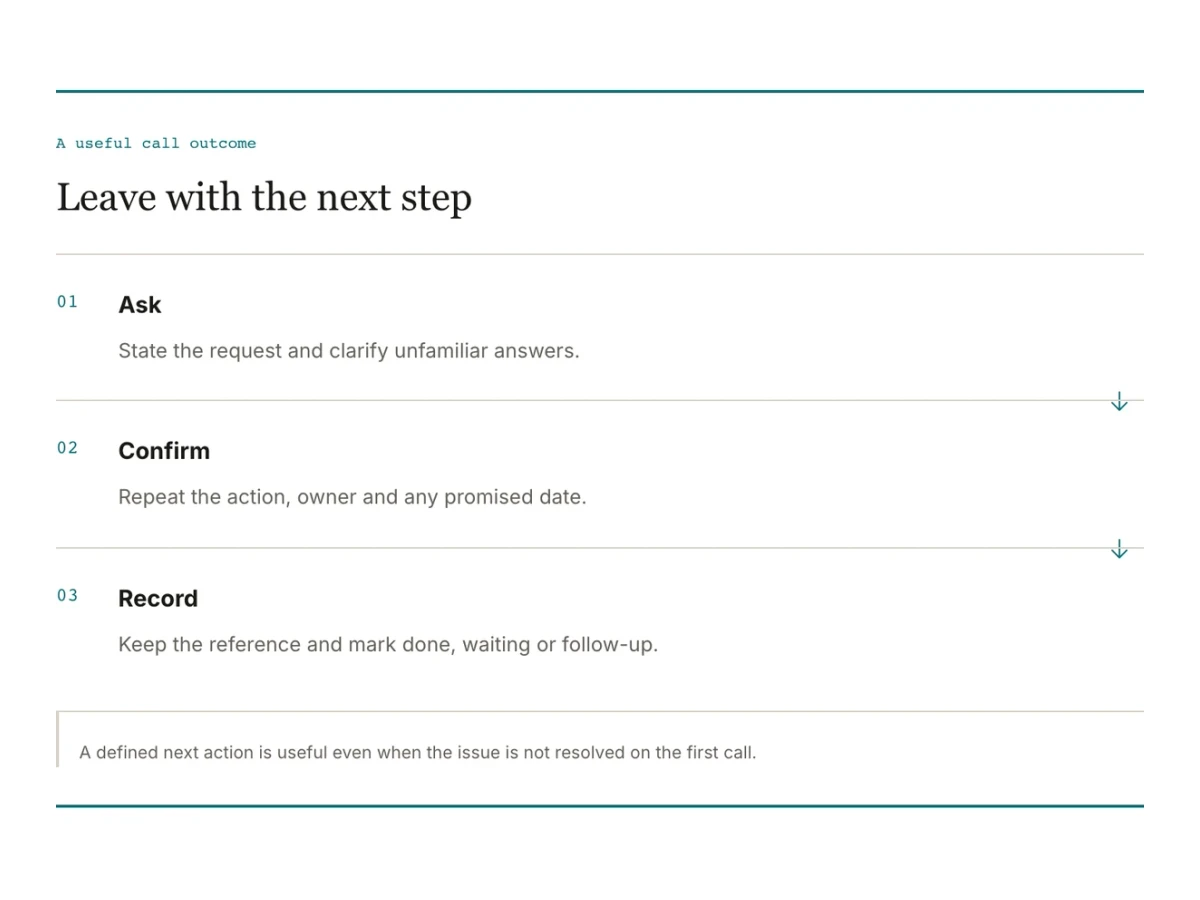 A useful call outcome
Leave with the next step
01
Ask
State the request and clarify unfamiliar answers.
02
Confirm
Repeat the action, owner and any promised date.
03
Record
Keep the reference and mark done, waiting or follow-up.
A defined next action is useful even when the issue is not resolved on the first call.